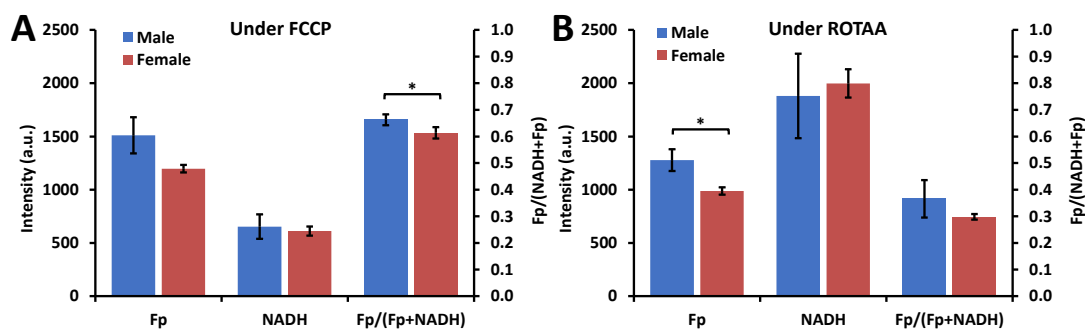 A
Under FCCP
Male
Female
2500
2000
1500
1000
500
0
Intensity (a.u.)
*
1.0
0.9
0.8
0.7
0.6
0.5
0.4
0.3
0.2
0.1
0.0
Fp/(NADH+Fp)
Fp
NADH
Fp/(Fp+NADH)
B
Under ROTAA
Male
Female
2500
2000
1500
1000
500
0
Intensity (a.u.)
*
1.0
0.9
0.8
0.7
0.6
0.5
0.4
0.3
0.2
0.1
0.0
Fp/(NADH+Fp)
Fp
NADH
Fp/(Fp+NADH)